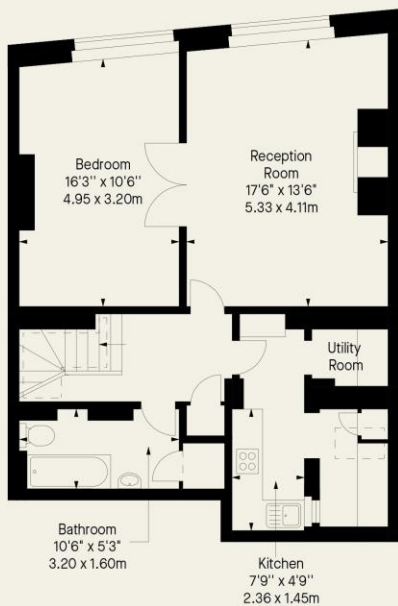 Bedroom
16'3'' x 10'6''
4.95 x 3.20m
Reception
Room
17'6" x 13'6"
5.33 x 4.11m
Utility
Room
Bathroom
10'6" x 5'3"
3.20 x 1.60m
Kitchen
7'9'' x 4'9''
2.36 x 1.45m